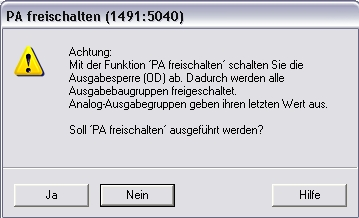 PA freischalten (1491:5040)
Achtung:
Mit der Funktion ´PA freischalten´ schalten Sie die
Ausgabesperre (OD) ab. Dadurch werden alle
Ausgabebaugruppen freigeschaltet.
Analog-Ausgabegruppen geben ihren letzten Wert aus.
Soll ´PA freischalten´ ausgeführt werden?
Ja
Nein
Hilfe